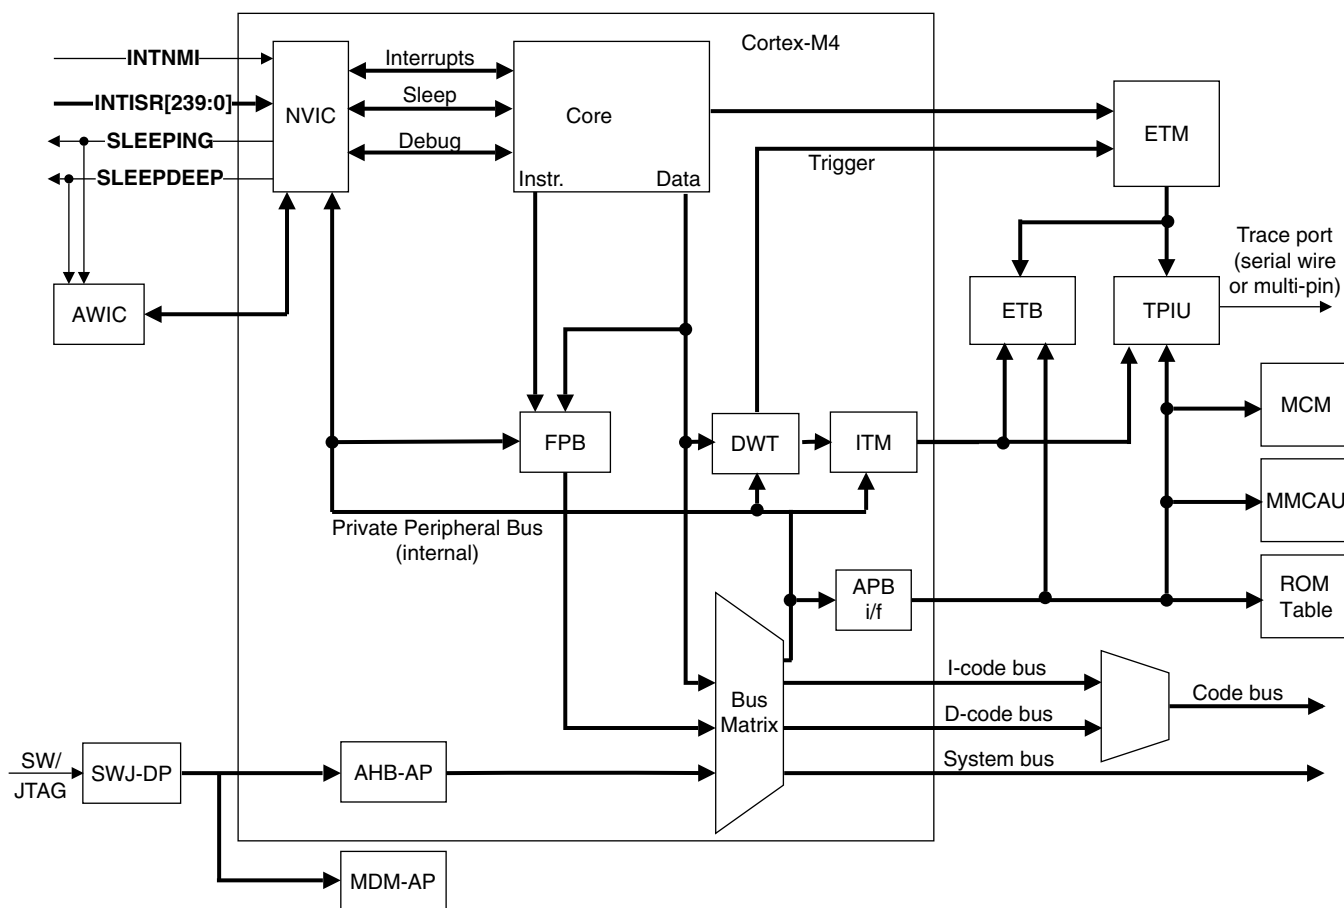 Cortex-M4
INTNMI
INTISR[239:0]
SLEEPING
SLEEPDEEP
NVIC
Interrupts
Sleep
Debug
Core
Instr.
Data
Trigger
ETM
AWIC
ETB
TPIU
Trace port
(serial wire
or multi-pin)
FPB
DWT
ITM
MCM
MMCAU
ROM
Table
Private Peripheral Bus
(internal)
APB
i/f
Bus
Matrix
I-code bus
D-code bus
System bus
Code bus
SW/
JTAG
SWJ-DP
AHB-AP
MDM-AP